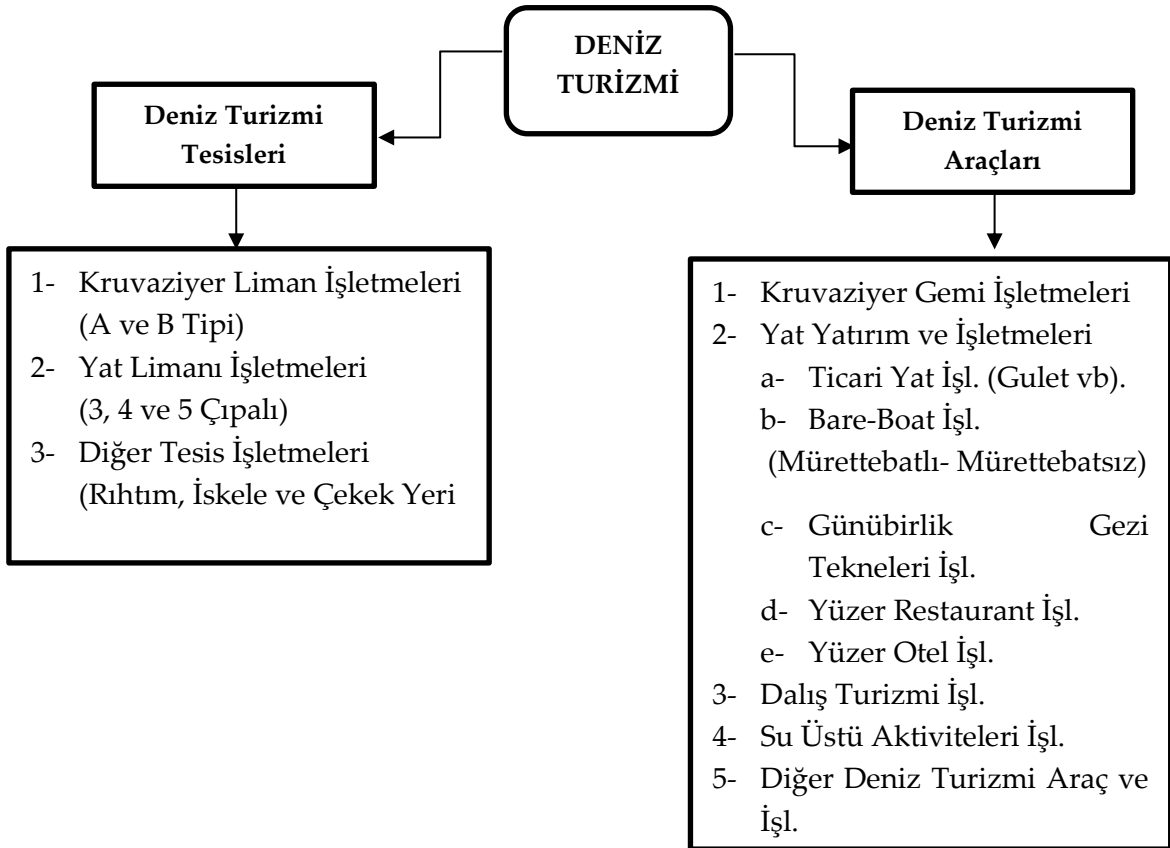 DENİZ
TURİZMİ
Deniz Turizmi
Tesisleri
Deniz Turizmi
Araçları
1- Kruvaziyer Liman İşletmeleri
(A ve B Tipi)
2- Yat Limanı İşletmeleri
(3, 4 ve 5 Çıpalı)
3- Diğer Tesis İşletmeleri
(Rıhtım, İskele ve Çekek Yeri
1- Kruvaziyer Gemi İşletmeleri
2- Yat Yatırım ve İşletmeleri
a- Ticari Yat İşl. (Gulet vb).
b- Bare-Boat İşl.
(Mürettebatlı- Mürettebatsız)
c- Günübirlik Gezi
Tekneleri İşl.
d- Yüzer Restaurant İşl.
e- Yüzer Otel İşl.
3- Dalış Turizmi İşl.
4- Su Üstü Aktiviteleri İşl.
5- Diğer Deniz Turizmi Araç ve
İşl.